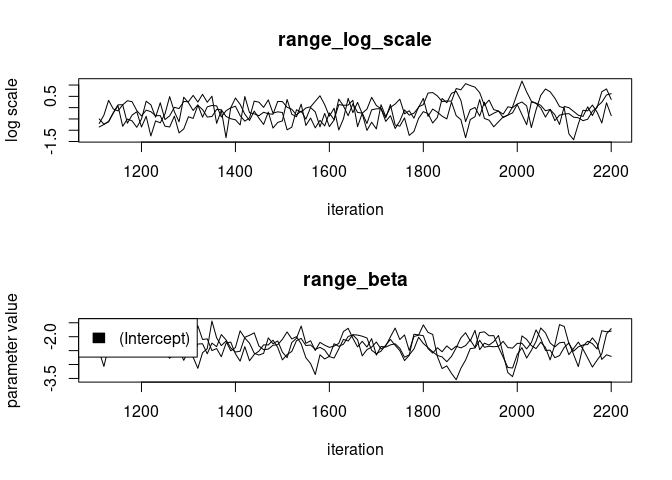 range_log_scale
log scale
0.5
-1.5
1200 1400 1600 1800 2000 2200
iteration
range_beta
parameter value
-2.0
-3.5
(Intercept)
1200 1400 1600 1800 2000 2200
iteration